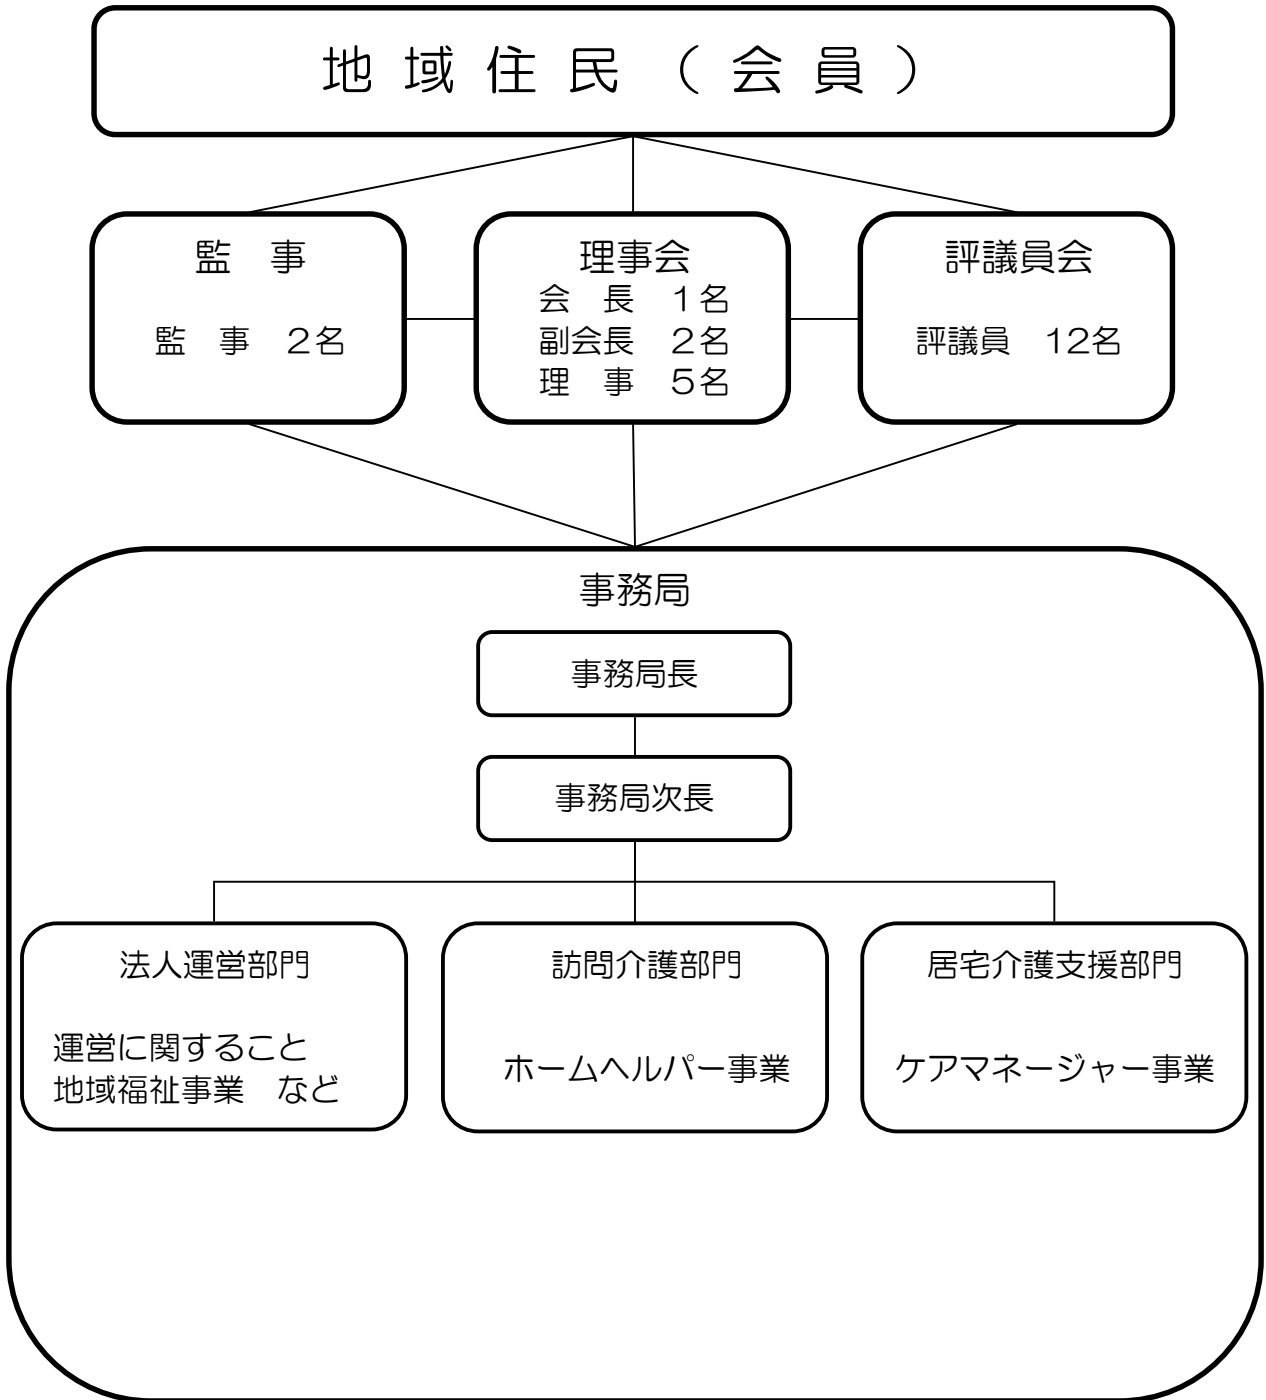 地 域 住 民 （ 会 員 ）
監　事
監　事　２名
理事会
会　長　１名
副会長　２名
理　事　５名
評議員会
評議員　12名
事務局
事務局長
事務局次長
法人運営部門
運営に関すること
地域福祉事業　など
訪問介護部門
ホームヘルパー事業
居宅介護支援部門
ケアマネージャー事業